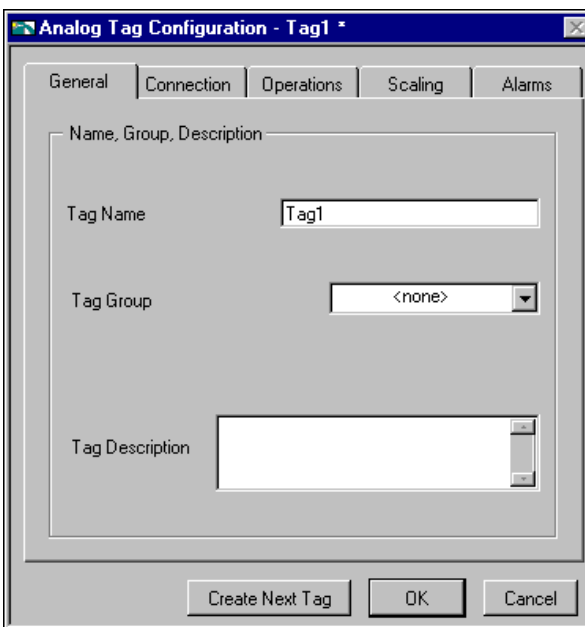 Analog Tag Configuration - Tag1 *
General Connection Operations Scaling Alarms
Name, Group, Description
Tag Name Tag1
Tag Group <none>
Tag Description
Create Next Tag OK Cancel